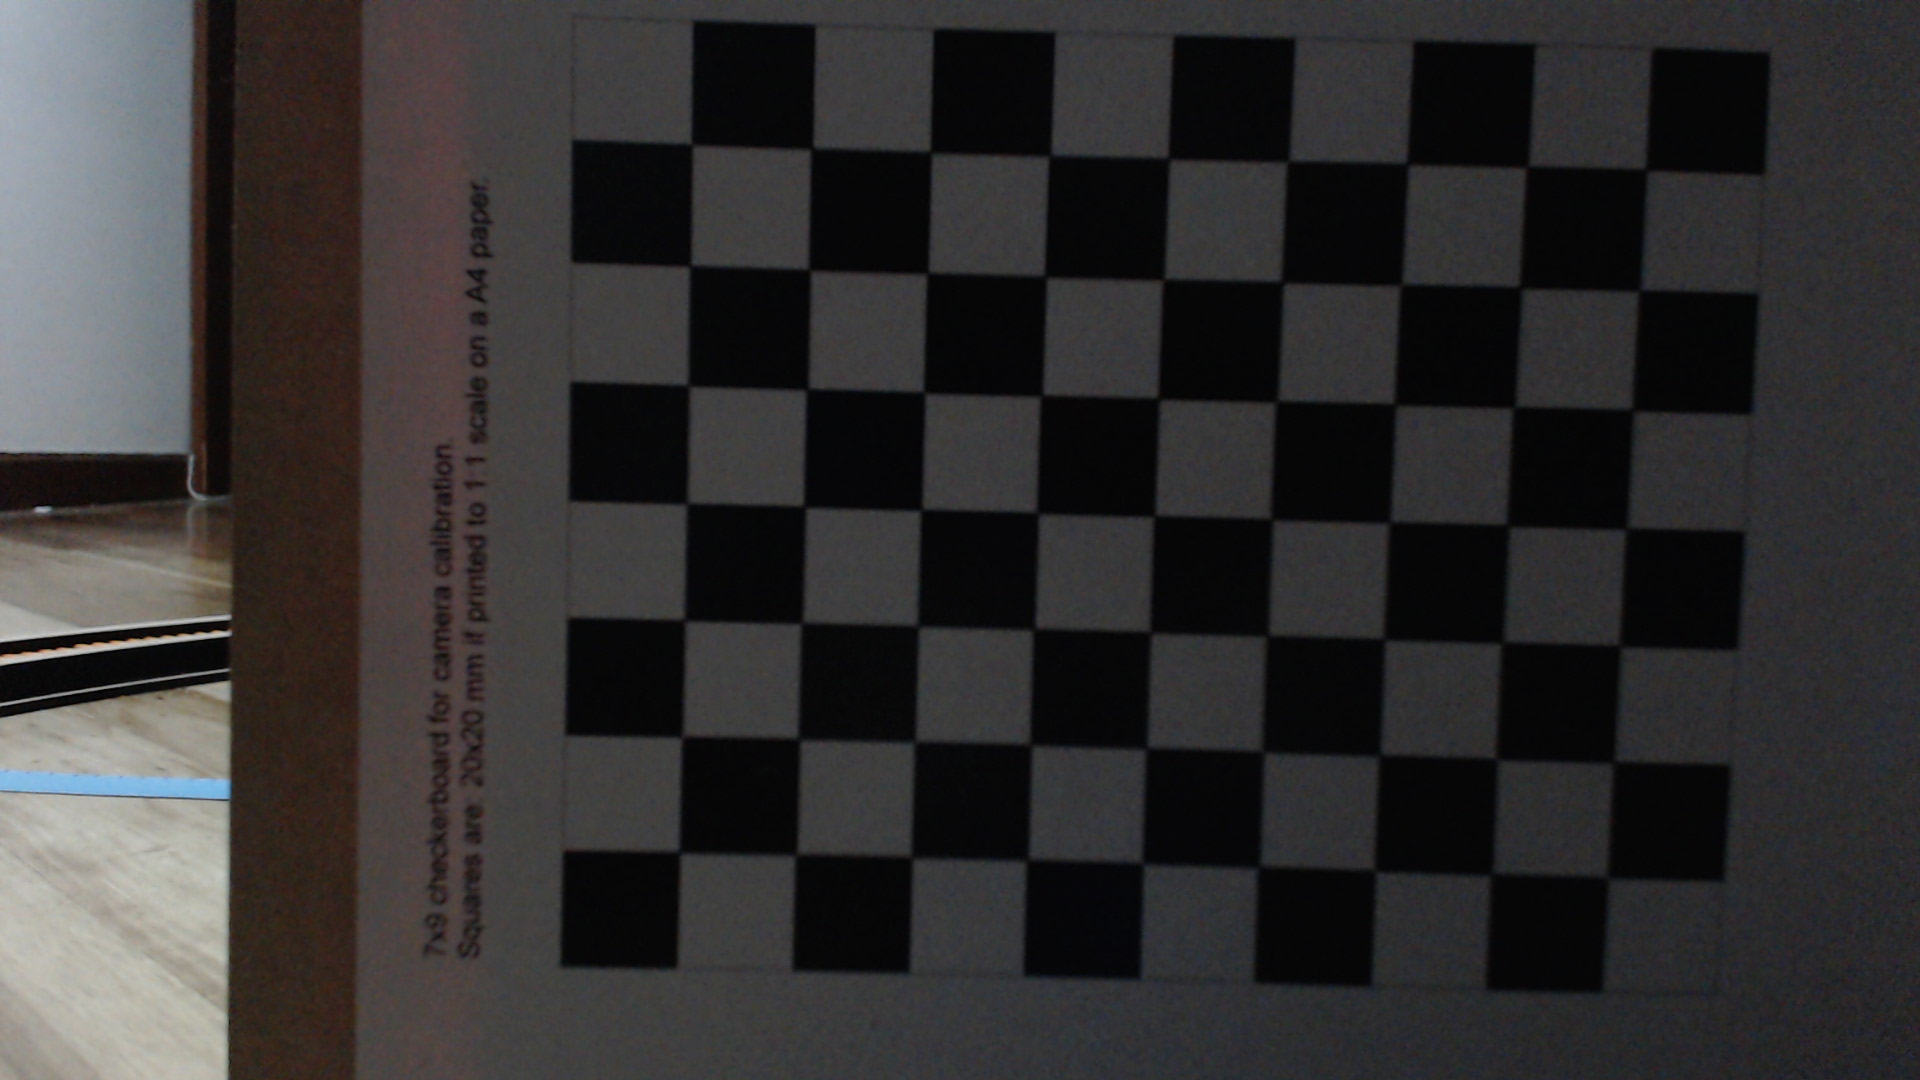 7x9 checkerboard for camera calibration.
Squares are: 20x20 mm if printed to 1:1 scale on a A4 paper.